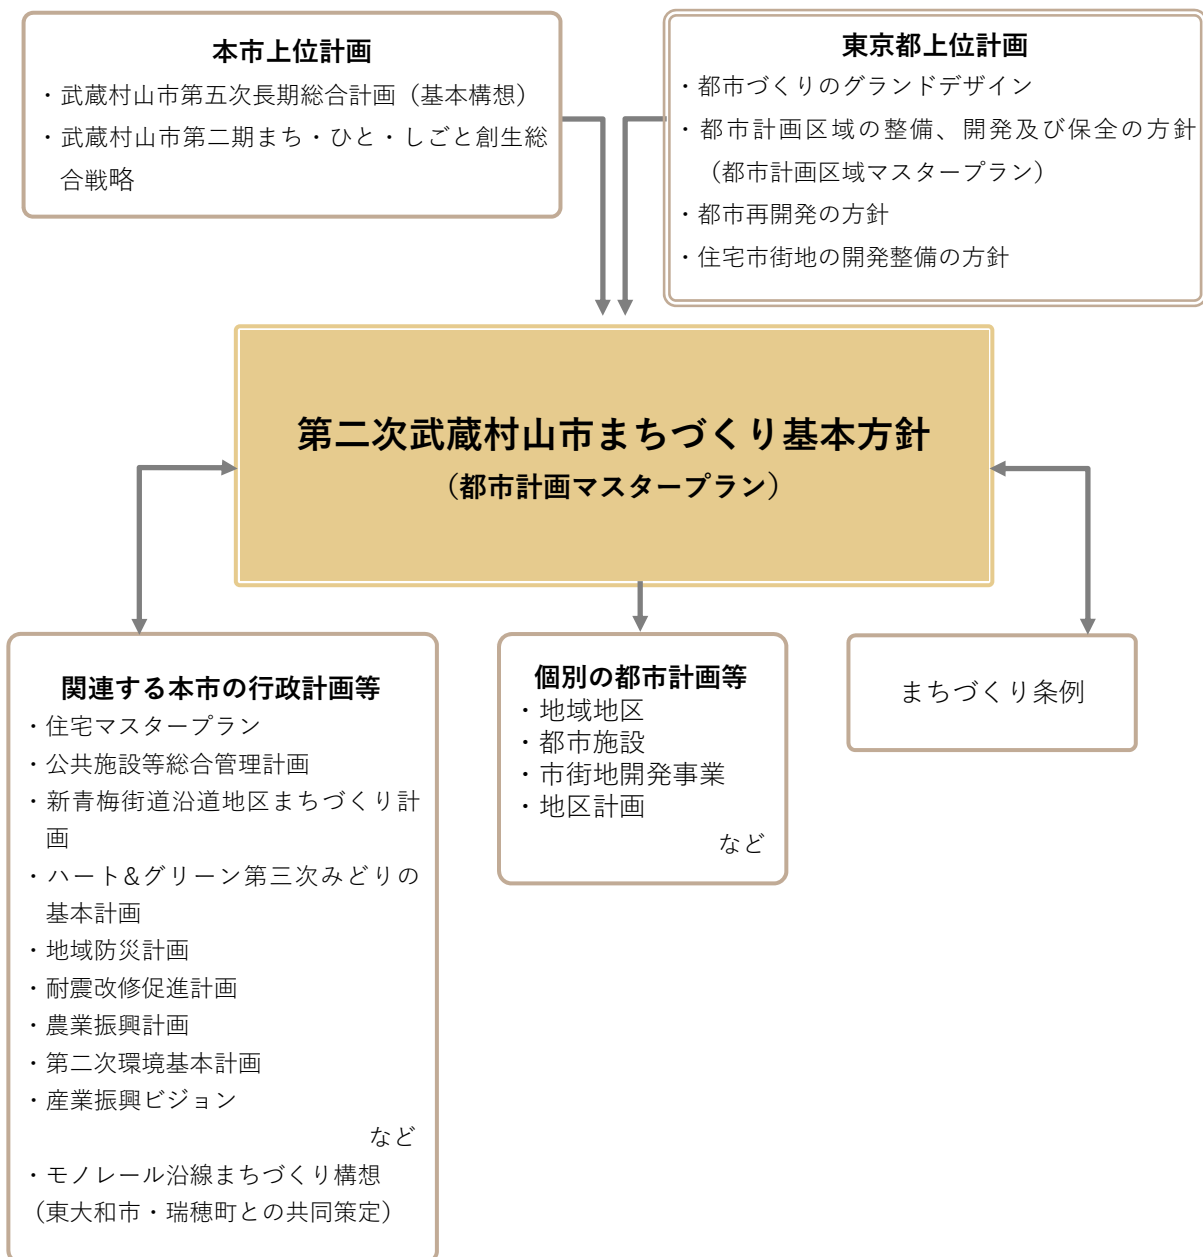 本市上位計画
・武蔵村山市第五次長期総合計画（基本構想）
・武蔵村山市第二期まち・ひと・しごと創生総
合戦略
東京都上位計画
・都市づくりのグランドデザイン
・都市計画区域の整備、開発及び保全の方針
（都市計画区域マスタープラン）
・都市再開発の方針
・住宅市街地の開発整備の方針
第二次武蔵村山市まちづくり基本方針
（都市計画マスタープラン）
関連する本市の行政計画等
・住宅マスタープラン
・公共施設等総合管理計画
・新青梅街道沿道地区まちづくり計
画
・ハート&グリーン第三次みどりの
基本計画
・地域防災計画
・耐震改修促進計画
・農業振興計画
・第二次環境基本計画
・産業振興ビジョン
など
・モノレール沿線まちづくり構想
（東大和市・瑞穂町との共同策定）
個別の都市計画等
・地域地区
・都市施設
・市街地開発事業
・地区計画
など
まちづくり条例